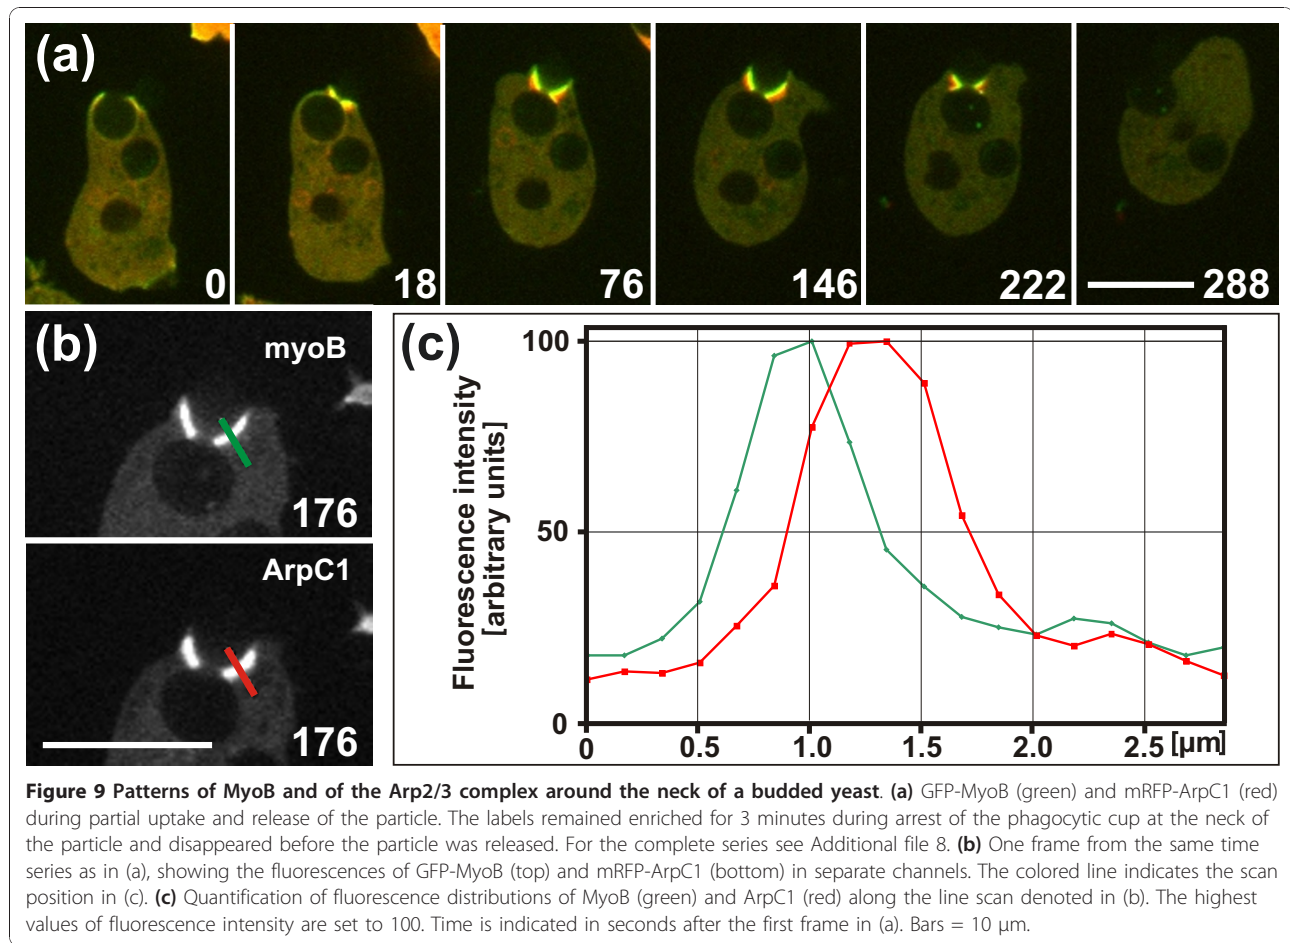 (a)
0 18 76 146 222 288
(b)
myoB
176
ArpC1
176
(c)
Fluorescence intensity
[arbitrary units]
100
50
0
0 0.5 1.0 1.5 2.0 2.5 [µm]
Figure 9 Patterns of MyoB and of the Arp2/3 complex around the neck of a budded yeast. (a) GFP-MyoB (green) and mRFP-ArpC1 (red)
during partial uptake and release of the particle. The labels remained enriched for 3 minutes during arrest of the phagocytic cup at the neck of
the particle and disappeared before the particle was released. For the complete series see Additional file 8. (b) One frame from the same time
series as in (a), showing the fluorescences of GFP-MyoB (top) and mRFP-ArpC1 (bottom) in separate channels. The colored line indicates the scan
position in (c). (c) Quantification of fluorescence distributions of MyoB (green) and ArpC1 (red) along the line scan denoted in (b). The highest
values of fluorescence intensity are set to 100. Time is indicated in seconds after the first frame in (a). Bars = 10 µm.